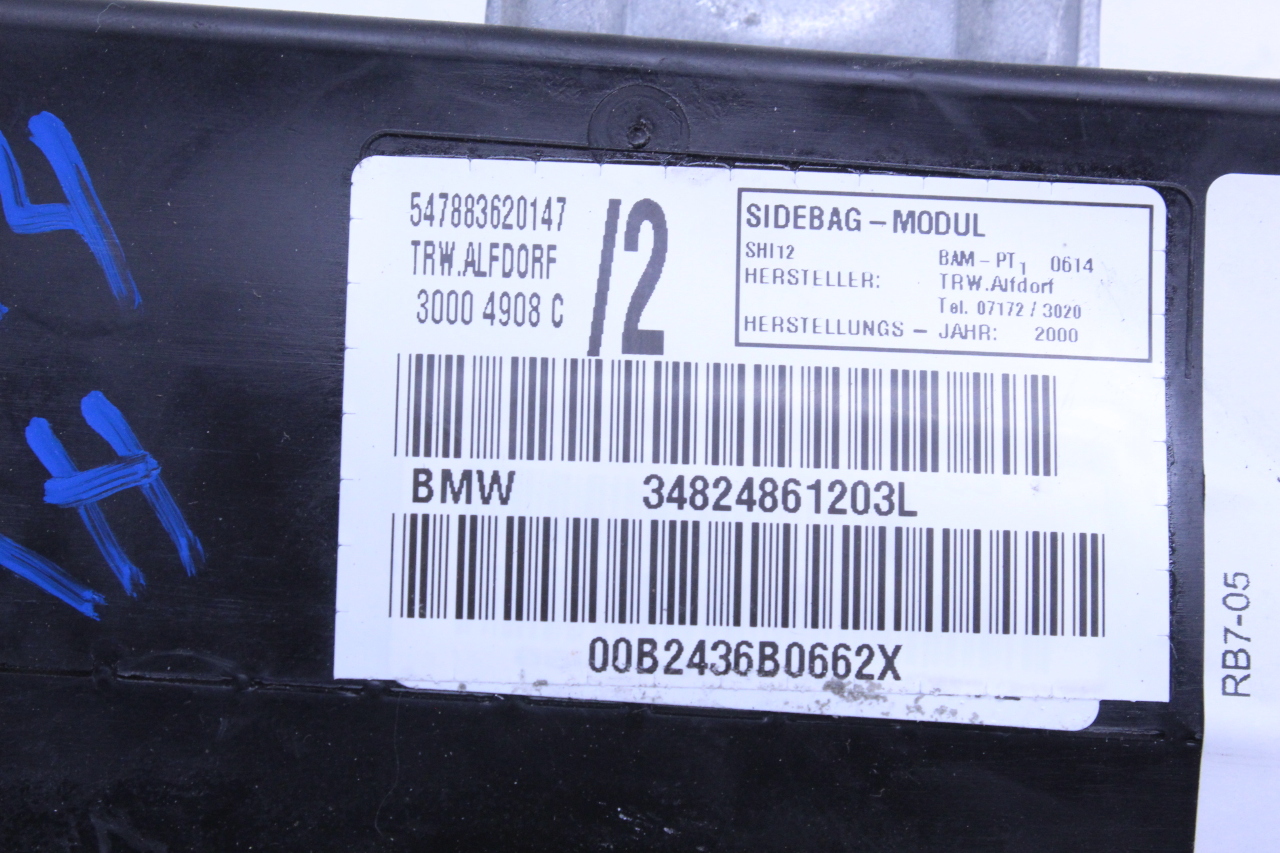 547883620147
TRW.ALFDORF
3000 4908 C
/2
SIDEBAG – MODUL
SHI12 BAM – PT1 0614
HERSTELLER: TRW.Alfdorf
Tel. 07172 / 3020
HERSTELLUNGS – JAHR: 2000
BMW 34824861203L
00B2436B0662X
RB7-05
4
H